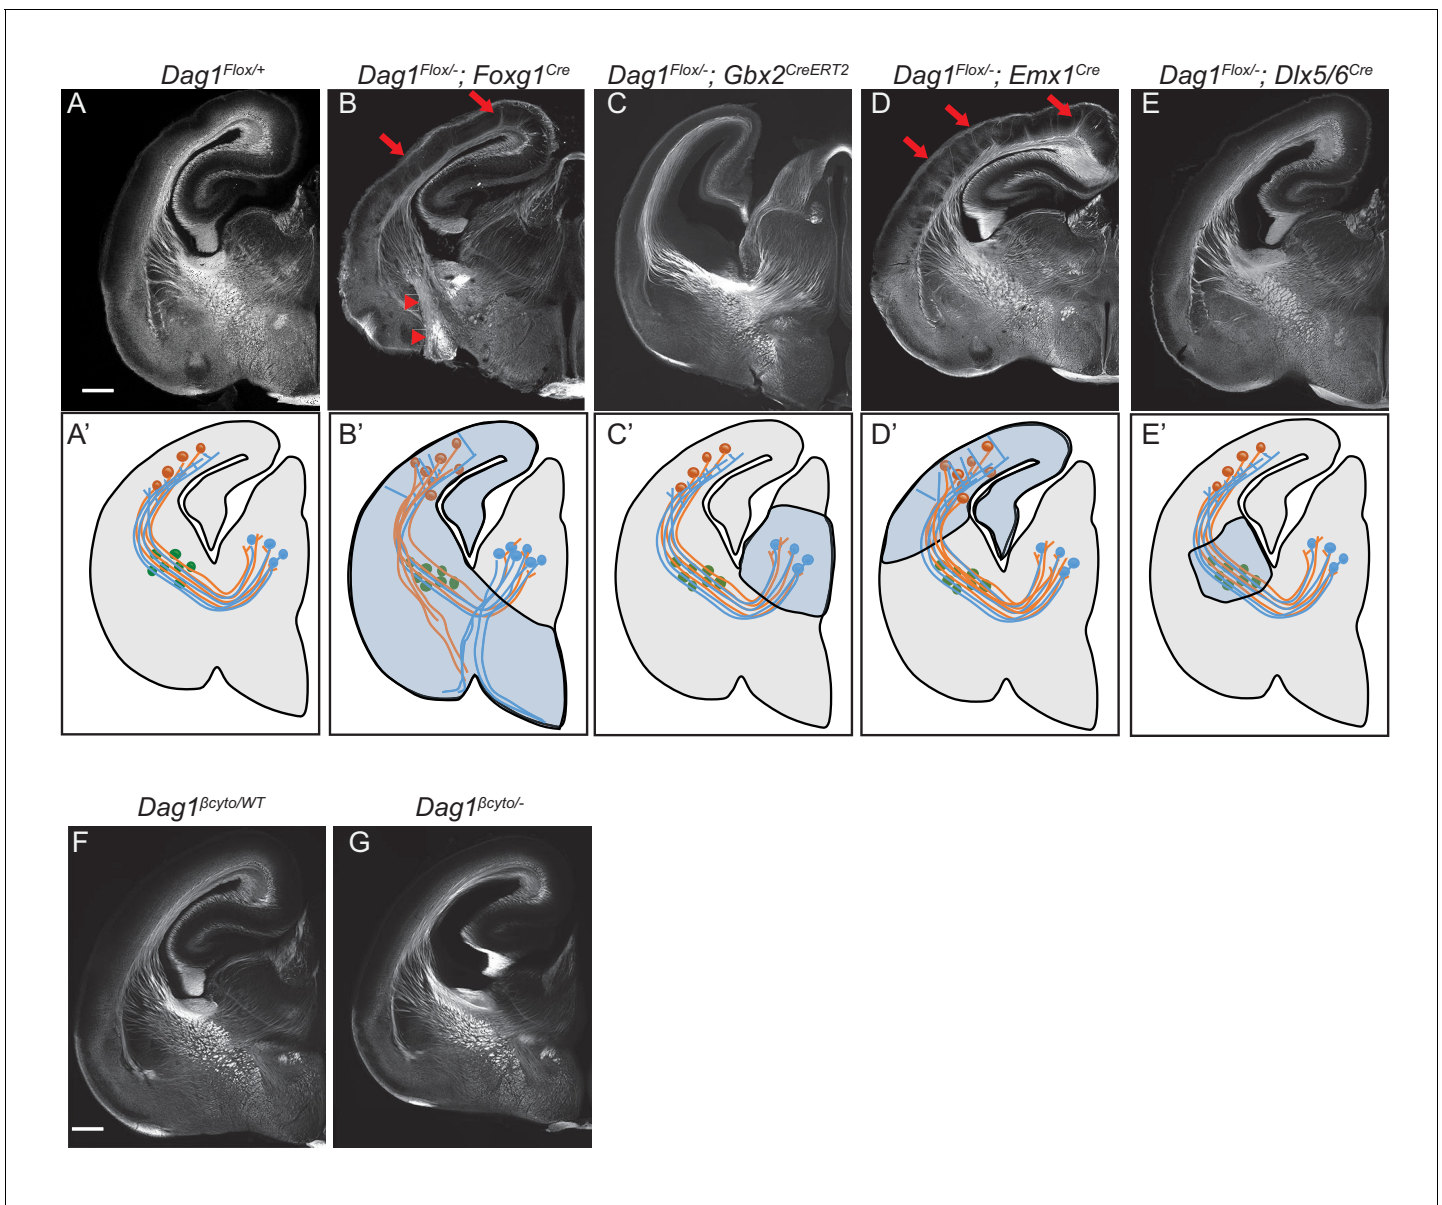 Dag1Flox/+ Dag1Flox/-; Foxg1Cre Dag1Flox/-; Gbx2CreERT2 Dag1Flox/-; Emx1Cre Dag1Flox/-; Dlx5/6Cre
A B C D E
A' B' C' D' E'
Dag1βcyto/WT Dag1βcyto/-
F G